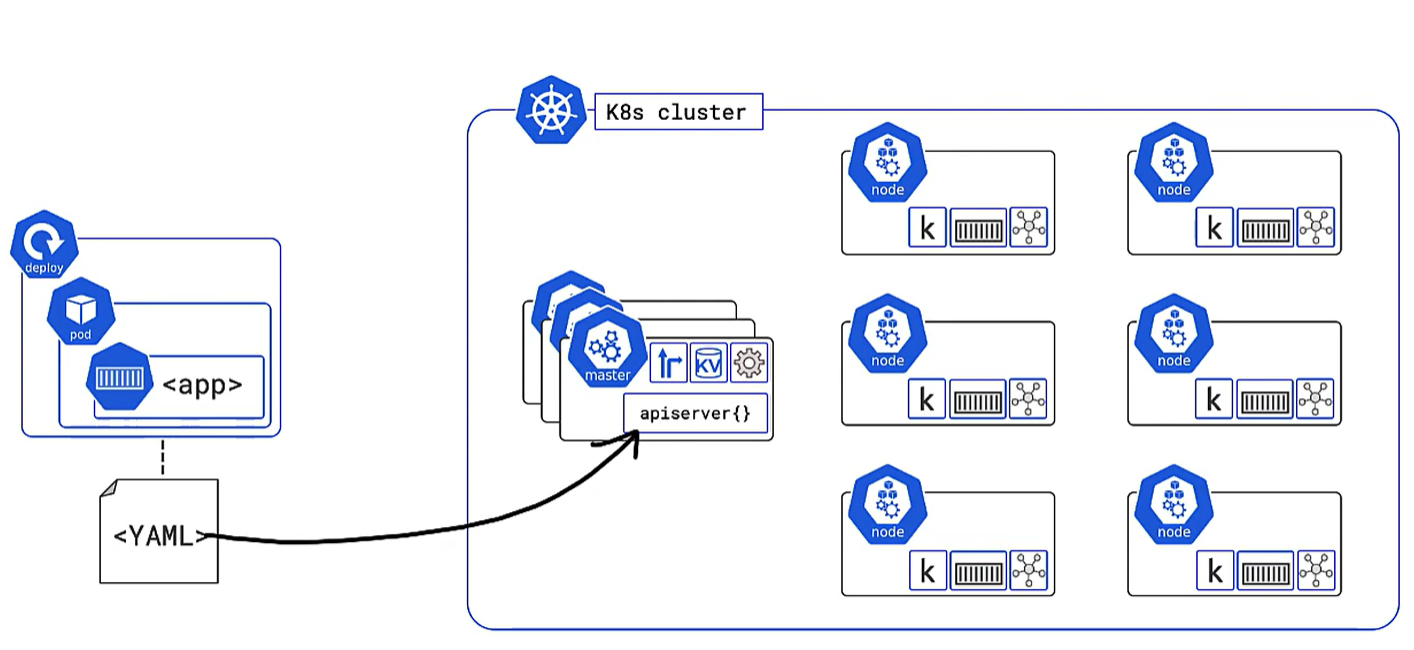 K8s cluster
deploy
pod
<app>
<YAML>
master
KV
apiserver{}
node
k
node
k
node
k
node
k
node
k
node
k